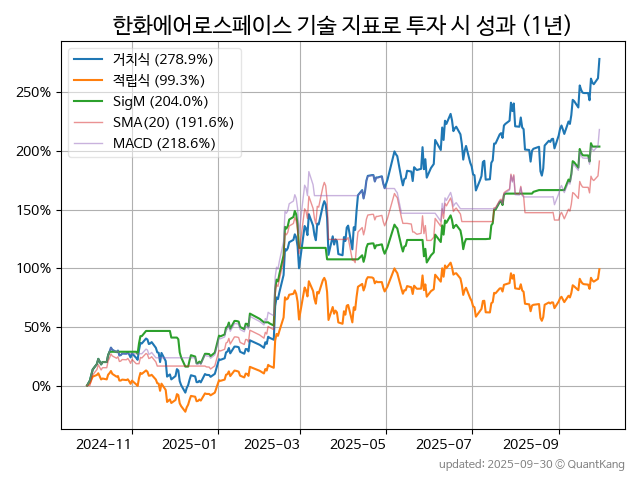 한화에어로스페이스 기술 지표로 투자 시 성과 (1년)
거치식 (278.9%)
적립식 (99.3%)
SigM (204.0%)
SMA(20) (191.6%)
MACD (218.6%)
250%
200%
150%
100%
50%
0%
2024-11 2025-01 2025-03 2025-05 2025-07 2025-09
updated: 2025-09-30 © QuantKang